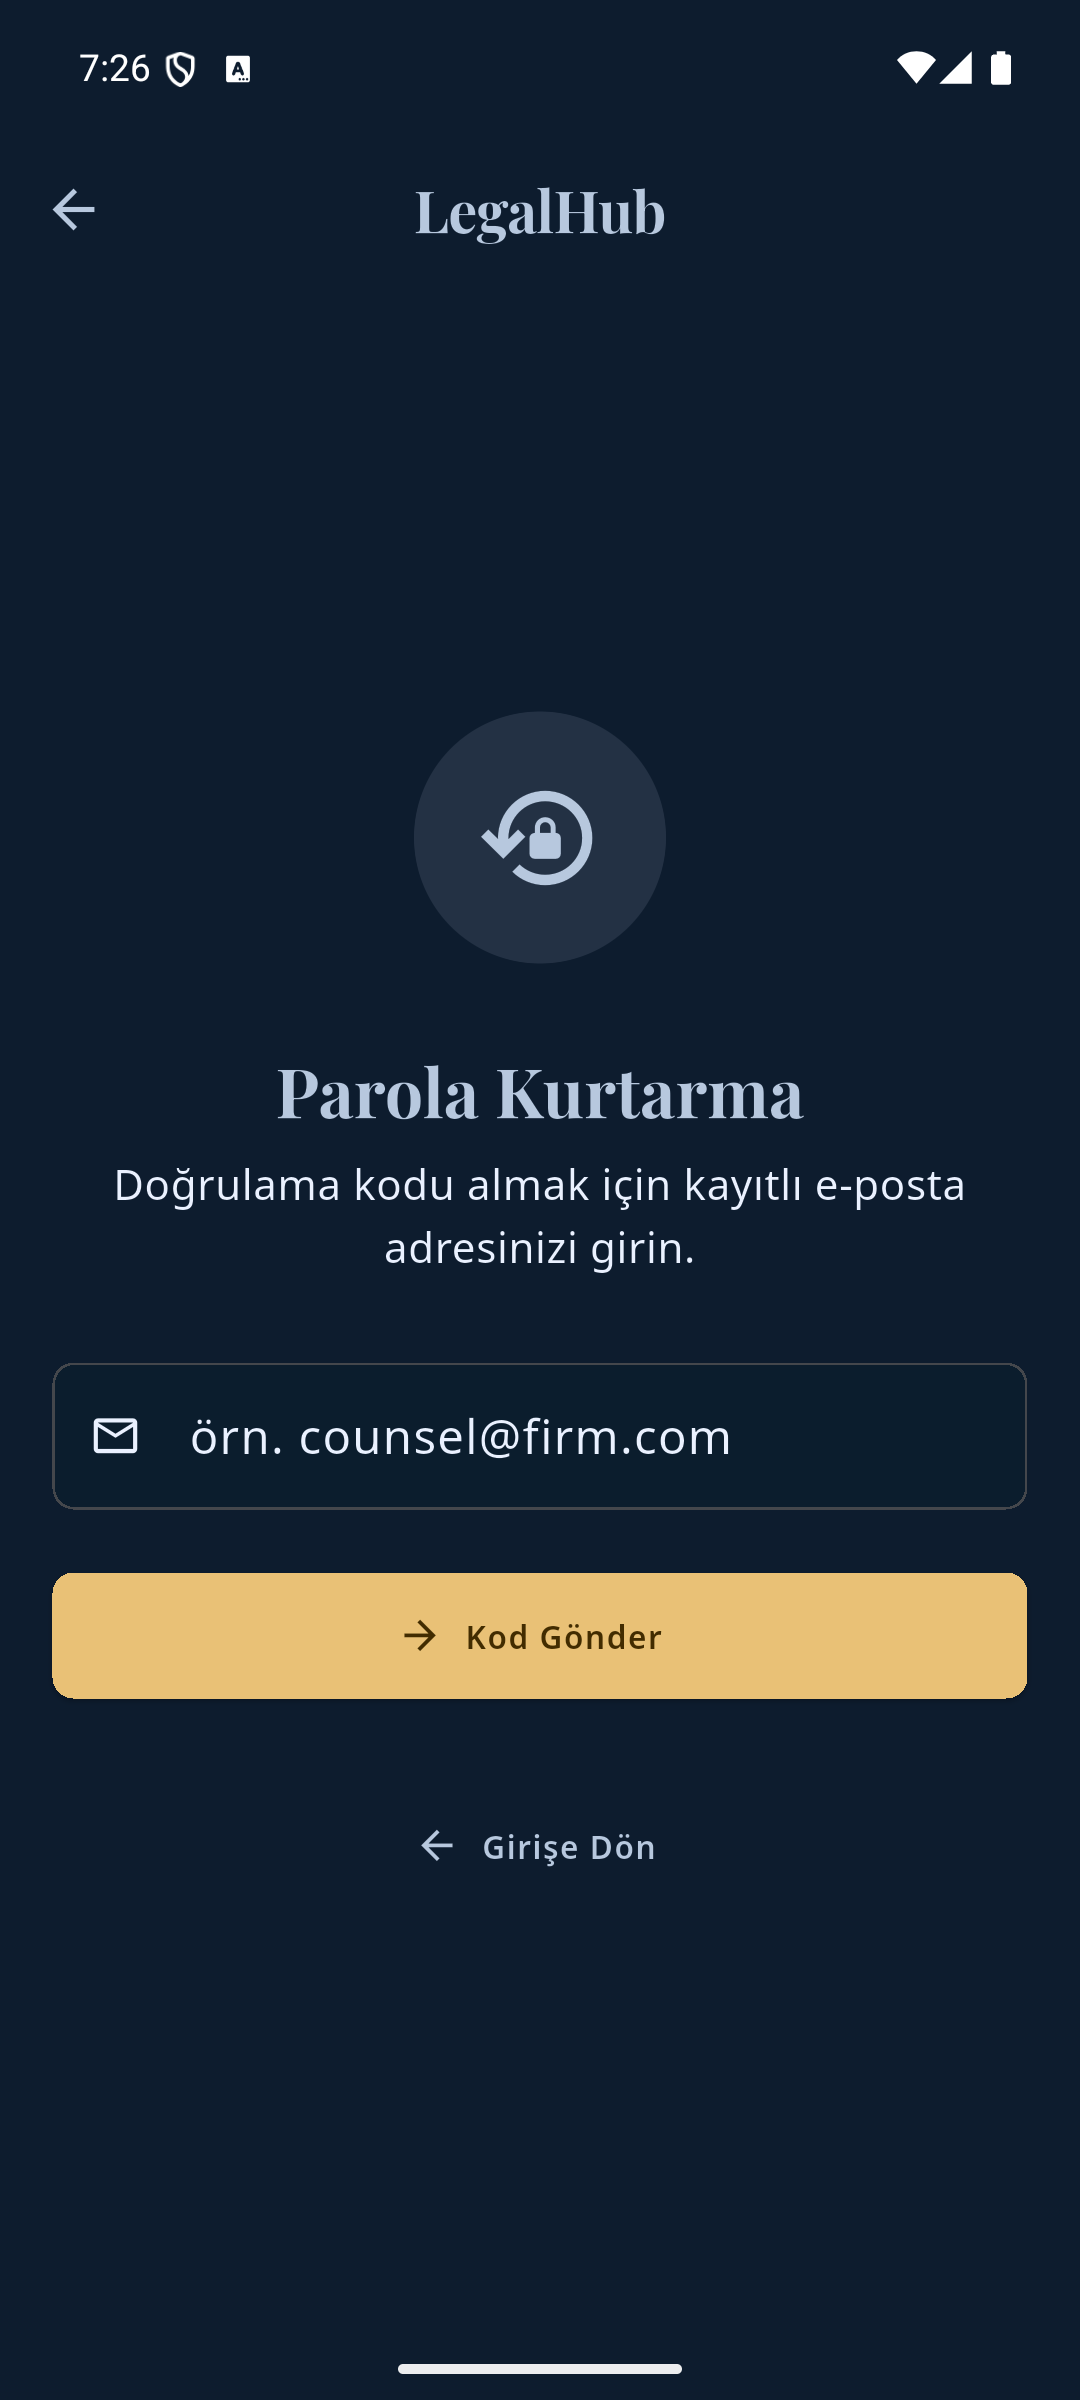 7:26
LegalHub
Parola Kurtarma
Doğrulama kodu almak için kayıtlı e-posta
adresinizi girin.
örn. counsel@firm.com
Kod Gönder
Girişe Dön